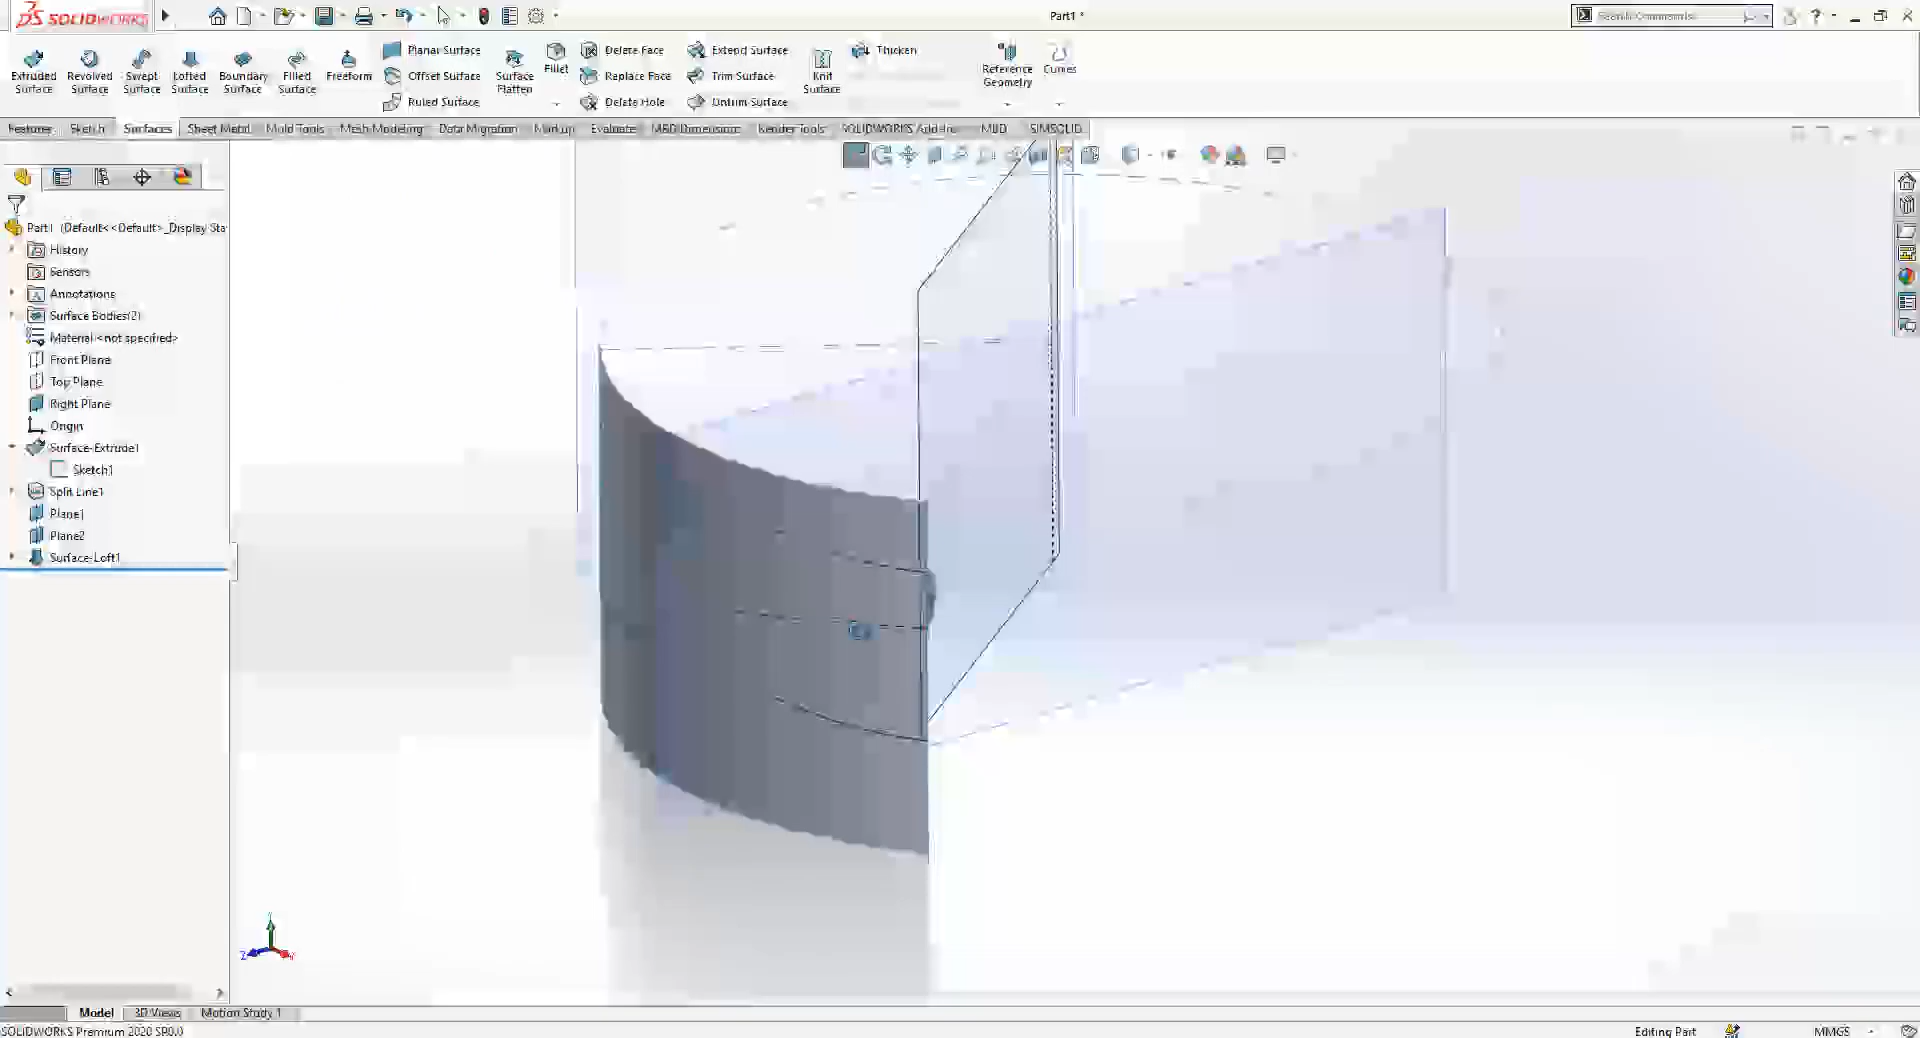 SOLIDWORKS
Part1 *
Search Commands
Extruded Surface
Revolved Surface
Swept Surface
Lofted Surface
Boundary Surface
Filled Surface
Freeform
Planar Surface
Offset Surface
Ruled Surface
Surface Flatten
Fillet
Delete Face
Replace Face
Delete Hole
Extend Surface
Trim Surface
Untrim Surface
Knit Surface
Thicken
Reference Geometry
Curves
Features Sketch Surfaces Sheet Metal Mold Tools Mesh Modeling Data Migration Markup Evaluate MBD Dimensions Render Tools SOLIDWORKS Add-Ins MBD SIMSOLID
Part1 (Default<<Default>_Display Sta
History
Sensors
Annotations
Surface Bodies(2)
Material <not specified>
Front Plane
Top Plane
Right Plane
Origin
Surface-Extrude1
Sketch1
Split Line1
Plane1
Plane2
Surface-Loft1
Z
Model 3D Views Motion Study 1
SOLIDWORKS Premium 2020 SP0.0
Editing Part
MMGS